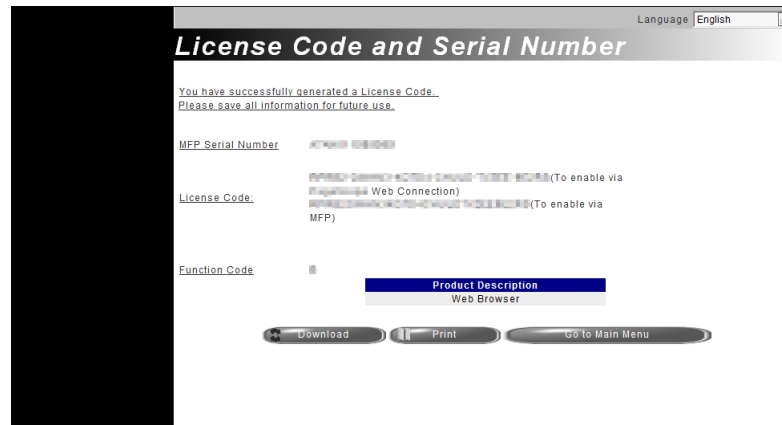 Language English
License Code and Serial Number
You have successfully generated a License Code.
Please save all information for future use.
MFP Serial Number
License Code:
(To enable via
Web Connection)
(To enable via
MFP)
Function Code
Product Description
Web Browser
Download Print Go to Main Menu